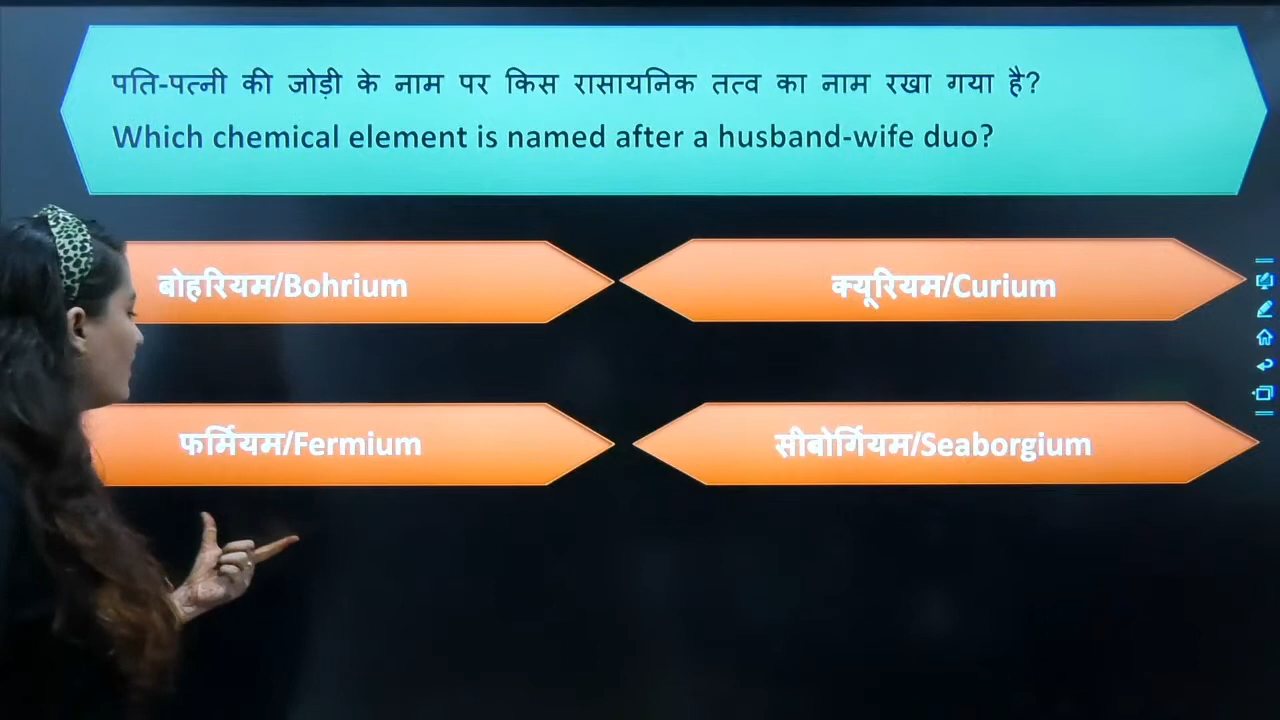 पति-पत्नी की जोड़ी के नाम पर किस रासायनिक तत्व का नाम रखा गया है?
Which chemical element is named after a husband-wife duo?
बोहरियम/Bohrium
क्यूरियम/Curium
फर्मियम/Fermium
सीबोर्गियम/Seaborgium